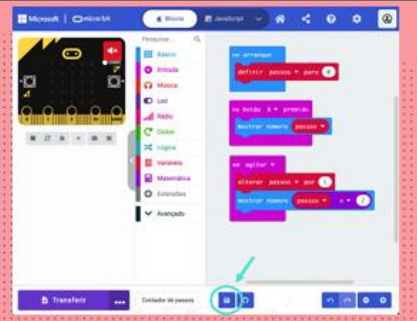 Microsoft | micro:bit
Blocos
JavaScript
Pesquisar...
Básico
Entrada
Música
Led
Rádio
Ciclos
Lógica
Variáveis
Matemática
Extensões
Avançado
no arranque
definir passos para 0
no botão A premido
mostrar número passos
em agitar
alterar passos por 1
mostrar número passos
Transferir
...
Contador de passos